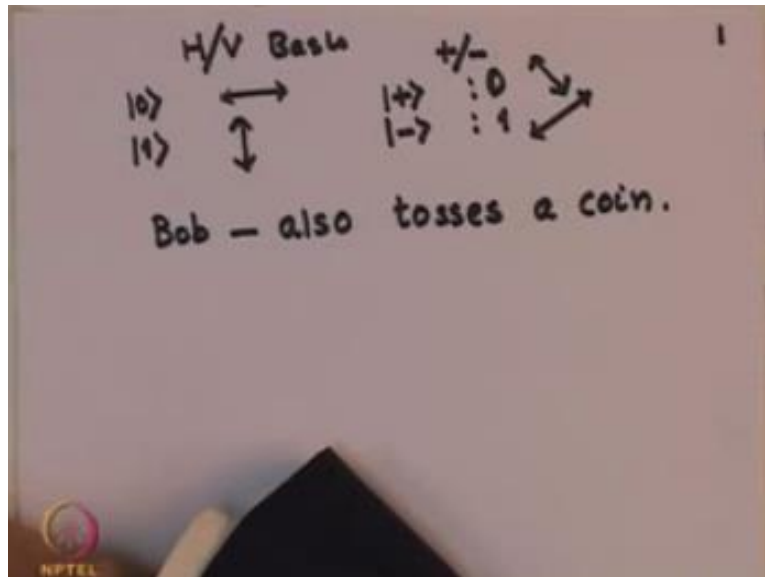 H/V Basis +/- 1
|0⟩ |+⟩ : 0
|1⟩ |-⟩ : 1
Bob — also tosses a coin.
NPTEL